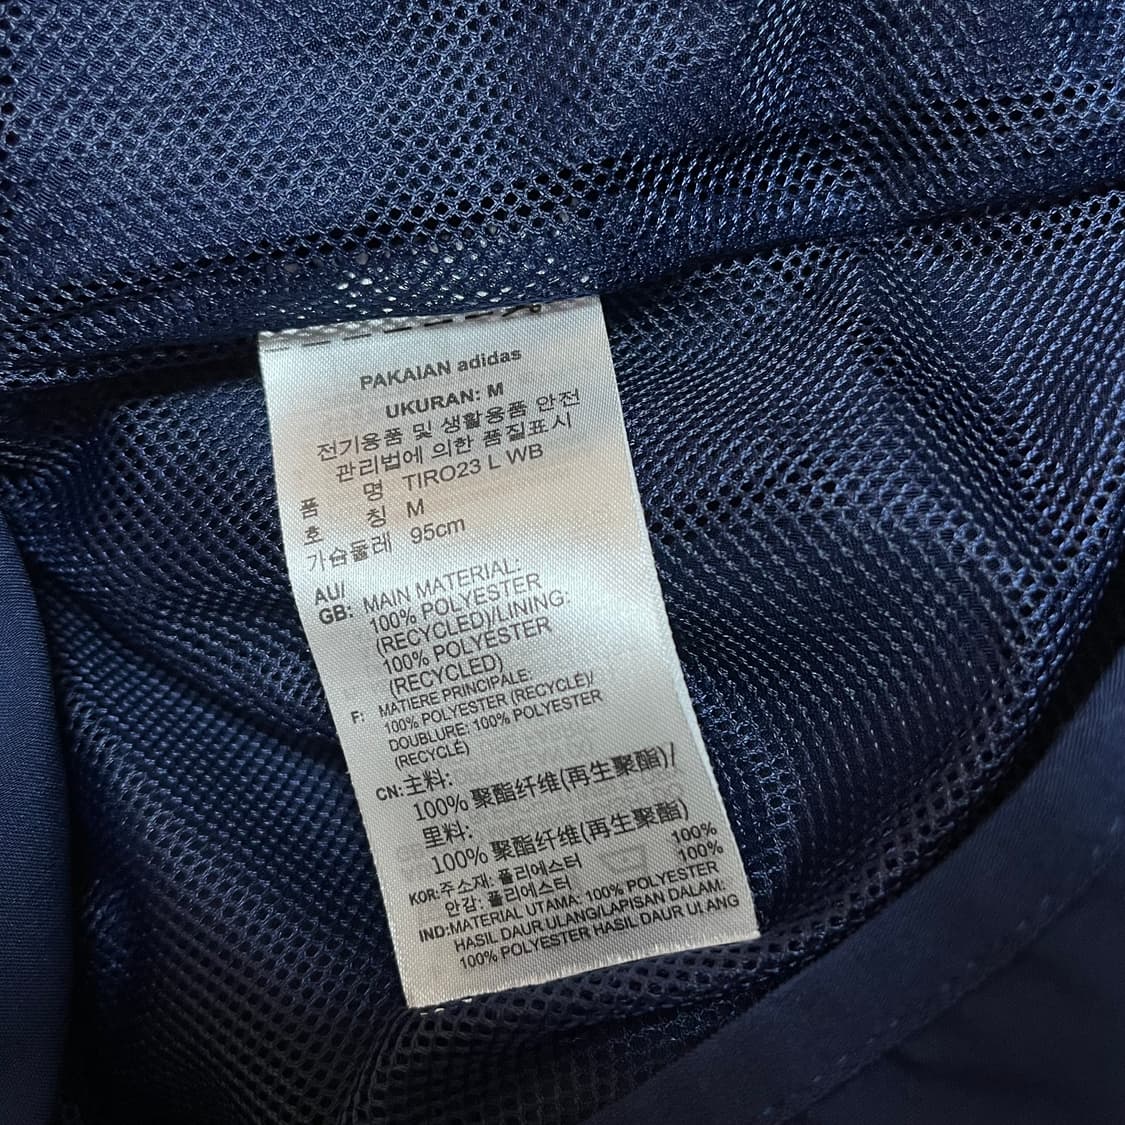 PAKAIAN adidas
UKURAN: M
전기용품 및 생활용품 안전
관리법에 의한 품질표시
품 명 TIRO23 L WB
호 칭 M
가슴둘레 95cm
AU/
GB: MAIN MATERIAL:
100% POLYESTER
(RECYCLED)/LINING:
100% POLYESTER
(RECYCLED)
F: MATIERE PRINCIPALE:
100% POLYESTER (RECYCLÉ)/
DOUBLURE: 100% POLYESTER
(RECYCLÉ)
CN:主料:
100% 聚酯纤维(再生聚酯)/
里料:
100% 聚酯纤维(再生聚酯)
KOR:주소재: 폴리에스터 100%
안감: 폴리에스터 100%
IND:MATERIAL UTAMA: 100% POLYESTER
HASIL DAUR ULANG/LAPISAN DALAM:
100% POLYESTER HASIL DAUR ULANG